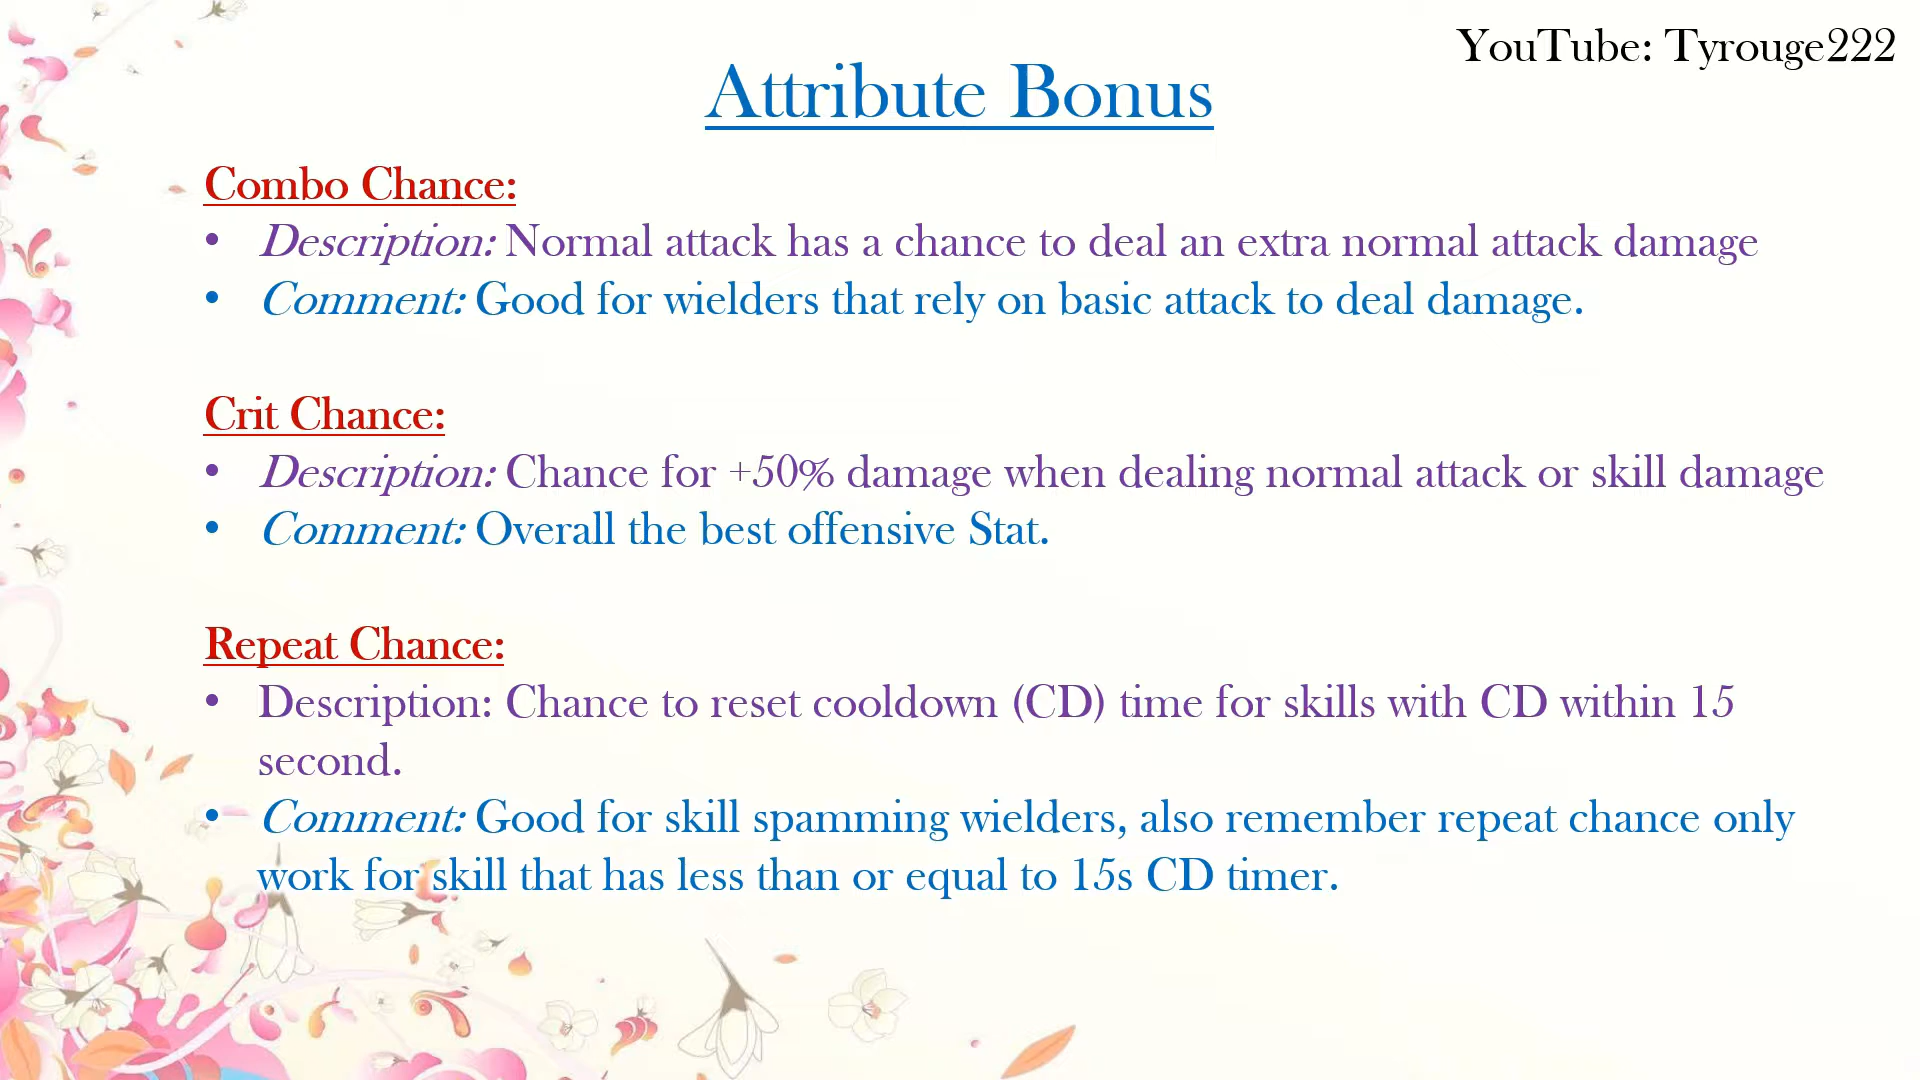 YouTube: Tyrouge222
Attribute Bonus
Combo Chance:
• Description: Normal attack has a chance to deal an extra normal attack damage
• Comment: Good for wielders that rely on basic attack to deal damage.
Crit Chance:
• Description: Chance for +50% damage when dealing normal attack or skill damage
• Comment: Overall the best offensive Stat.
Repeat Chance:
• Description: Chance to reset cooldown (CD) time for skills with CD within 15
second.
• Comment: Good for skill spamming wielders, also remember repeat chance only
work for skill that has less than or equal to 15s CD timer.